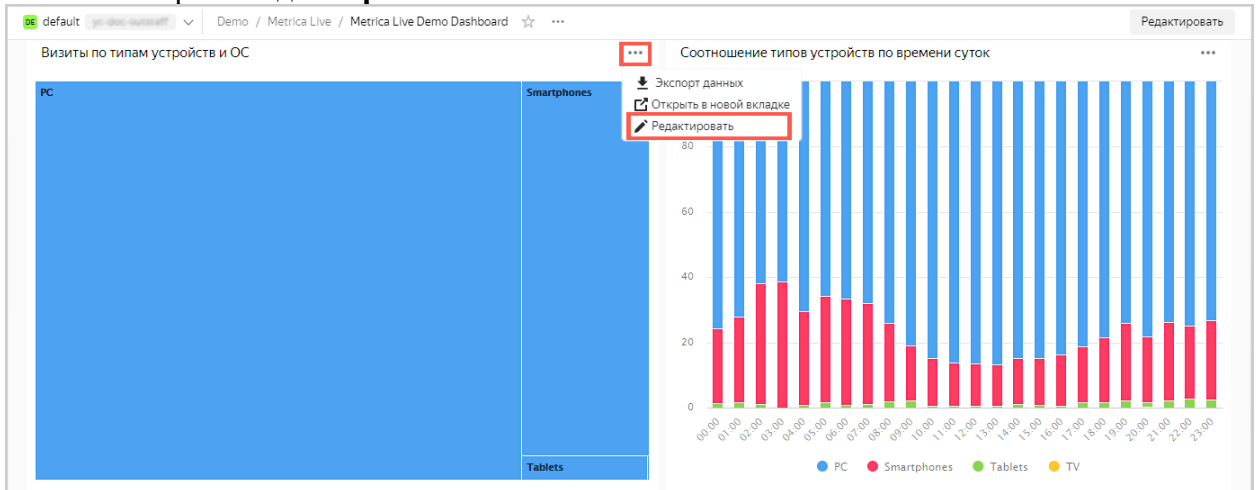 DE default Demo / Metrica Live / Metrica Live Demo Dashboard Редактировать
Визиты по типам устройств и ОС
Соотношение типов устройств по времени суток
PC
Smartphones
Tablets
Экспорт данных
Открыть в новой вкладке
Редактировать
80
60
40
20
0
00:00 01:00 02:00 03:00 04:00 05:00 06:00 07:00 08:00 09:00 10:00 11:00 12:00 13:00 14:00 15:00 16:00 17:00 18:00 19:00 20:00 21:00 22:00 23:00
PC Smartphones Tablets TV